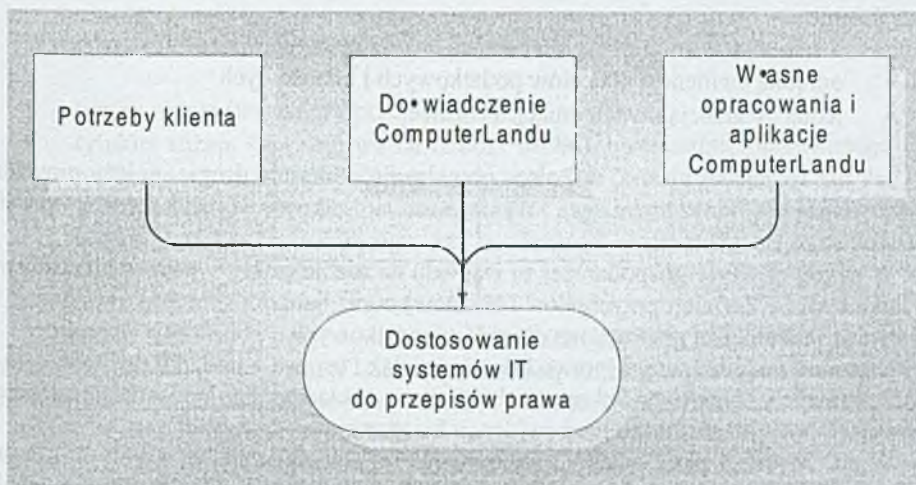 Potrzeby klienta
Do•wiadczenie
ComputerLandu
W•asne
opracowania i
aplikacje
ComputerLandu
Dostosowanie
systemów IT
do przepisów prawa